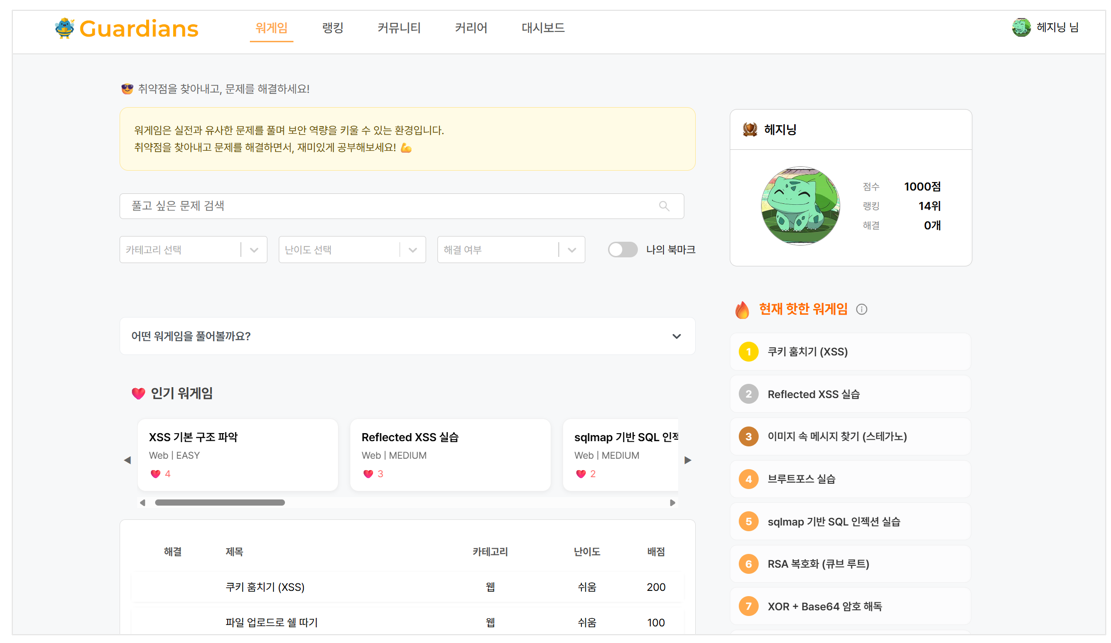 Guardians
워게임 랭킹 커뮤니티 커리어 대시보드
헤지닝 님
취약점을 찾아내고, 문제를 해결하세요!
워게임은 실전과 유사한 문제를 풀며 보안 역량을 키울 수 있는 환경입니다.
취약점을 찾아내고 문제를 해결하면서, 재미있게 공부해보세요!
풀고 싶은 문제 검색
카테고리 선택 난이도 선택 해결 여부 나의 북마크
어떤 워게임을 풀어볼까요?
인기 워게임
XSS 기본 구조 파악
Web | EASY
4
Reflected XSS 실습
Web | MEDIUM
3
sqlmap 기반 SQL 인젝
Web | MEDIUM
2
해결 제목 카테고리 난이도 배점
쿠키 훔치기 (XSS) 웹 쉬움 200
파일 업로드로 쉘 따기 웹 쉬움 100
헤지닝
점수 1000점
랭킹 14위
해결 0개
현재 핫한 워게임
1 쿠키 훔치기 (XSS)
2 Reflected XSS 실습
3 이미지 속 메시지 찾기 (스테가노)
4 브루트포스 실습
5 sqlmap 기반 SQL 인젝션 실습
6 RSA 복호화 (큐브 루트)
7 XOR + Base64 암호 해독